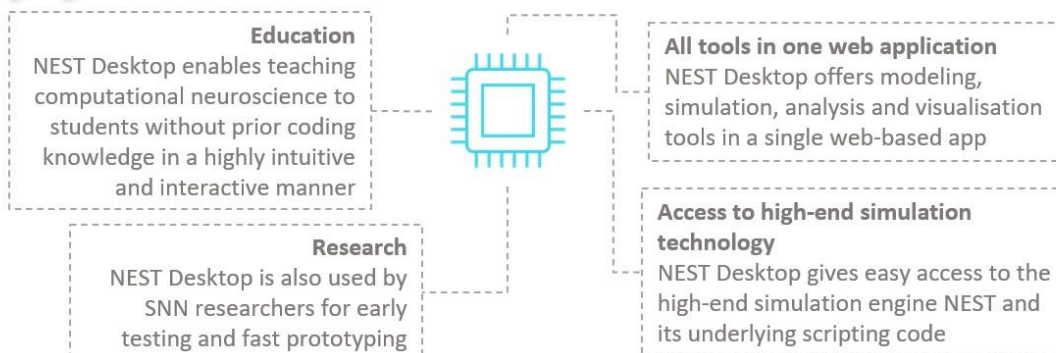 Education
NEST Desktop enables teaching
computational neuroscience to
students without prior coding
knowledge in a highly intuitive
and interactive manner
Research
NEST Desktop is also used by
SNN researchers for early
testing and fast prototyping
All tools in one web application
NEST Desktop offers modeling,
simulation, analysis and visualisation
tools in a single web-based app
Access to high-end simulation
technology
NEST Desktop gives easy access to the
high-end simulation engine NEST and
its underlying scripting code